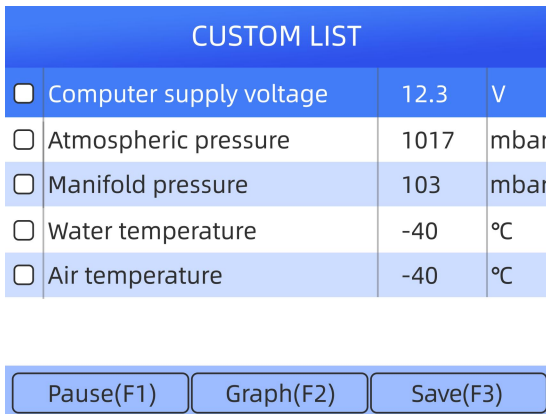 CUSTOM LIST
Computer supply voltage 12.3 V
Atmospheric pressure 1017 mbar
Manifold pressure 103 mbar
Water temperature -40 °C
Air temperature -40 °C
Pause(F1) Graph(F2) Save(F3)